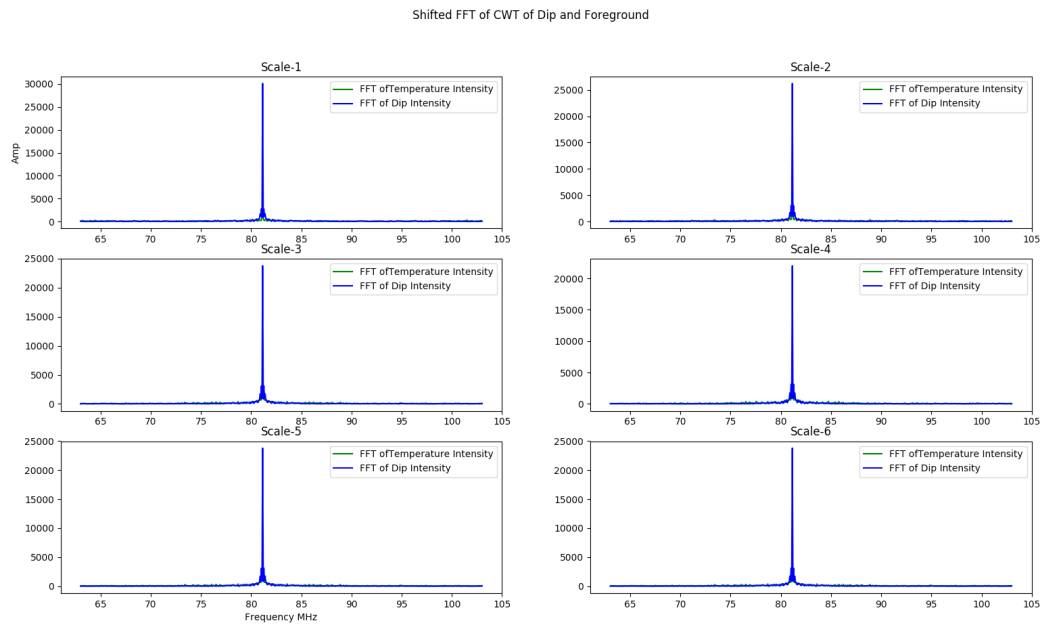 Shifted FFT of CWT of Dip and Foreground
Scale-1
Amp
30000
25000
20000
15000
10000
5000
0
65 70 75 80 85 90 95 100 105
FFT ofTemperature Intensity
FFT of Dip Intensity
Scale-2
25000
20000
15000
10000
5000
0
65 70 75 80 85 90 95 100 105
FFT ofTemperature Intensity
FFT of Dip Intensity
Scale-3
25000
20000
15000
10000
5000
0
65 70 75 80 85 90 95 100 105
FFT ofTemperature Intensity
FFT of Dip Intensity
Scale-4
20000
15000
10000
5000
0
65 70 75 80 85 90 95 100 105
FFT ofTemperature Intensity
FFT of Dip Intensity
Scale-5
25000
20000
15000
10000
5000
0
65 70 75 80 85 90 95 100 105
Frequency MHz
FFT ofTemperature Intensity
FFT of Dip Intensity
Scale-6
25000
20000
15000
10000
5000
0
65 70 75 80 85 90 95 100 105
FFT ofTemperature Intensity
FFT of Dip Intensity